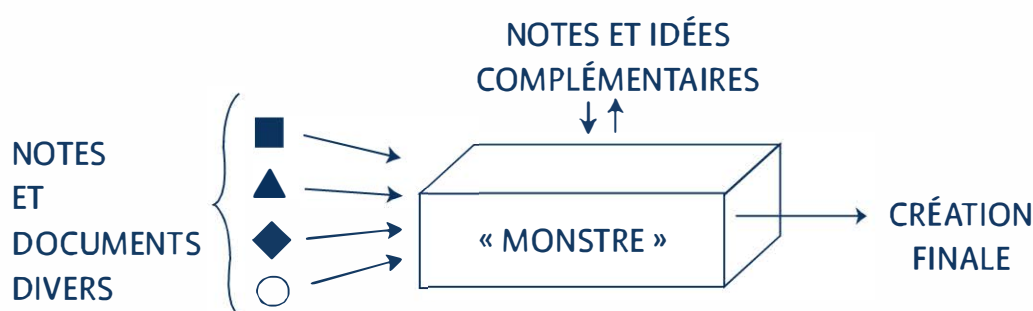 NOTES ET IDÉES
COMPLÉMENTAIRES
NOTES
ET
DOCUMENTS
DIVERS
« MONSTRE »
CRÉATION
FINALE